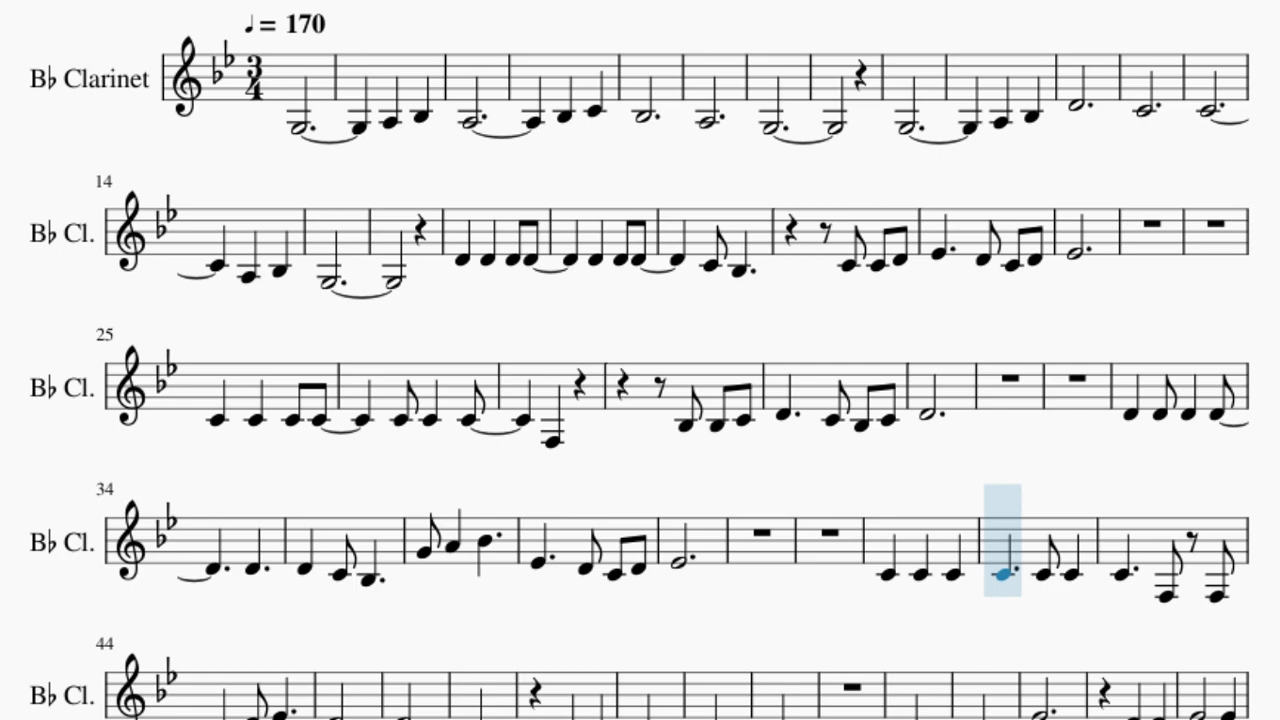 ♩ = 170
B♭ Clarinet 3/4
14
B♭ Cl.
25
B♭ Cl.
34
B♭ Cl.
44
B♭ Cl.